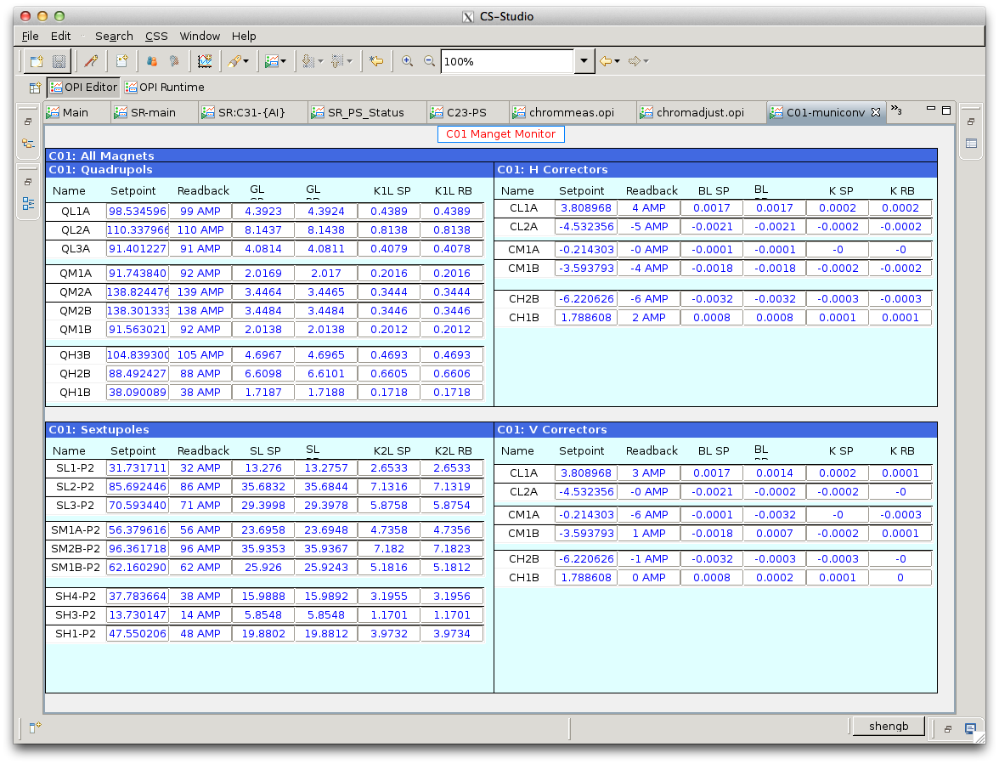 CS-Studio
File Edit Search CSS Window Help
100%
OPI Editor OPI Runtime
Main SR-main SR:C31-{AI} SR_PS_Status C23-PS chrommeas.opi chromadjust.opi C01-municonv »3
C01 Manget Monitor
C01: All Magnets
C01: Quadrupols
Name Setpoint Readback GL GL K1L SP K1L RB
QL1A 98.534596 99 AMP 4.3923 4.3924 0.4389 0.4389
QL2A 110.337966 110 AMP 8.1437 8.1438 0.8138 0.8138
QL3A 91.401227 91 AMP 4.0814 4.0811 0.4079 0.4078
QM1A 91.743840 92 AMP 2.0169 2.017 0.2016 0.2016
QM2A 138.824476 139 AMP 3.4464 3.4465 0.3444 0.3444
QM2B 138.301333 138 AMP 3.4484 3.4484 0.3446 0.3446
QM1B 91.563021 92 AMP 2.0138 2.0138 0.2012 0.2012
QH3B 104.839300 105 AMP 4.6967 4.6965 0.4693 0.4693
QH2B 88.492427 88 AMP 6.6098 6.6101 0.6605 0.6606
QH1B 38.090089 38 AMP 1.7187 1.7188 0.1718 0.1718
C01: H Correctors
Name Setpoint Readback BL SP BL K SP K RB
CL1A 3.808968 4 AMP 0.0017 0.0017 0.0002 0.0002
CL2A -4.532356 -5 AMP -0.0021 -0.0021 -0.0002 -0.0002
CM1A -0.214303 -0 AMP -0.0001 -0.0001 -0 -0
CM1B -3.593793 -4 AMP -0.0018 -0.0018 -0.0002 -0.0002
CH2B -6.220626 -6 AMP -0.0032 -0.0032 -0.0003 -0.0003
CH1B 1.788608 2 AMP 0.0008 0.0008 0.0001 0.0001
C01: Sextupoles
Name Setpoint Readback SL SP SL K2L SP K2L RB
SL1-P2 31.731711 32 AMP 13.276 13.2757 2.6533 2.6533
SL2-P2 85.692446 86 AMP 35.6832 35.6844 7.1316 7.1319
SL3-P2 70.593440 71 AMP 29.3998 29.3978 5.8758 5.8754
SM1A-P2 56.379616 56 AMP 23.6958 23.6948 4.7358 4.7356
SM2B-P2 96.361718 96 AMP 35.9353 35.9367 7.182 7.1823
SM1B-P2 62.160290 62 AMP 25.926 25.9243 5.1816 5.1812
SH4-P2 37.783664 38 AMP 15.9888 15.9892 3.1955 3.1956
SH3-P2 13.730147 14 AMP 5.8548 5.8548 1.1701 1.1701
SH1-P2 47.550206 48 AMP 19.8802 19.8812 3.9732 3.9734
C01: V Correctors
Name Setpoint Readback BL SP BL K SP K RB
CL1A 3.808968 3 AMP 0.0017 0.0014 0.0002 0.0001
CL2A -4.532356 -0 AMP -0.0021 -0.0002 -0.0002 -0
CM1A -0.214303 -6 AMP -0.0001 -0.0032 -0 -0.0003
CM1B -3.593793 1 AMP -0.0018 0.0007 -0.0002 0.0001
CH2B -6.220626 -1 AMP -0.0032 -0.0003 -0.0003 -0
CH1B 1.788608 0 AMP 0.0008 0.0002 0.0001 0
shengb